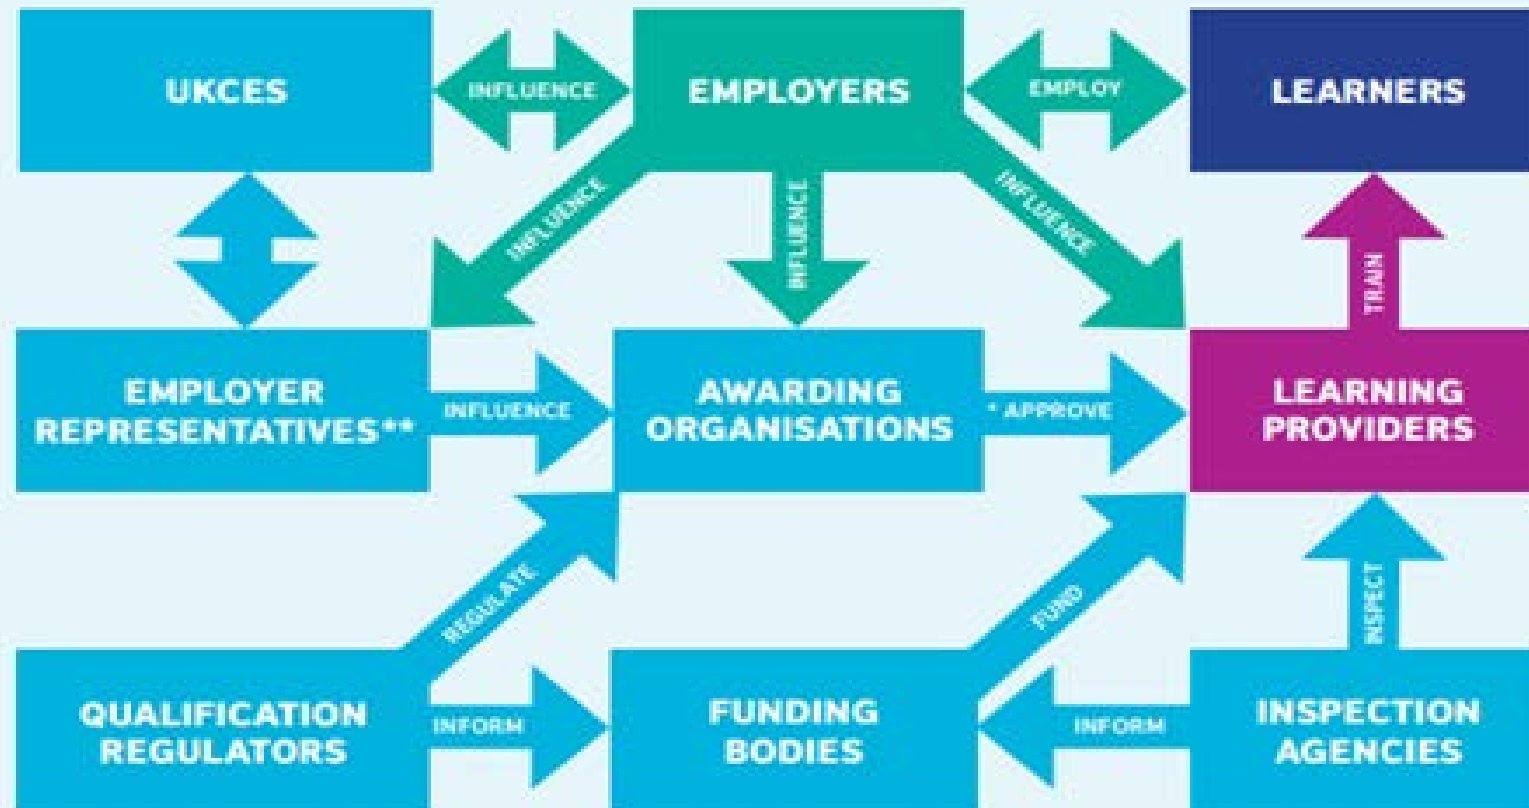 UKCES
INFLUENCE
EMPLOYERS
EMPLOY
LEARNERS
INFLUENCE
INFLUENCE
INFLUENCE
TRAIN
EMPLOYER
REPRESENTATIVES**
INFLUENCE
AWARDING
ORGANISATIONS
* APPROVE
LEARNING
PROVIDERS
REGULATE
FUND
INSPECT
QUALIFICATION
REGULATORS
INFORM
FUNDING
BODIES
INFORM
INSPECTION
AGENCIES